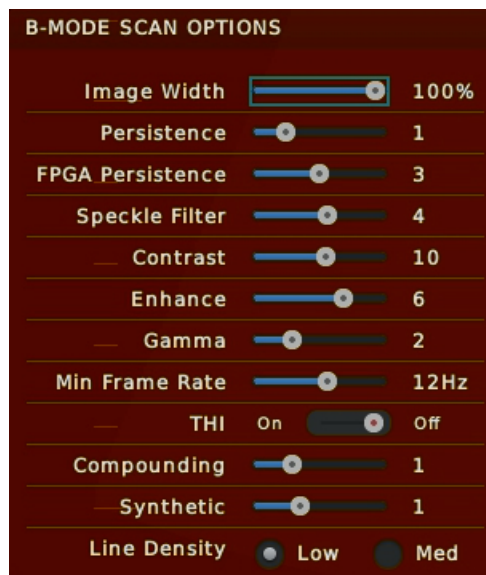 B-MODE SCAN OPTIONS
Image Width 100%
Persistence 1
FPGA Persistence 3
Speckle Filter 4
Contrast 10
Enhance 6
Gamma 2
Min Frame Rate 12Hz
THI On Off
Compounding 1
Synthetic 1
Line Density Low Med